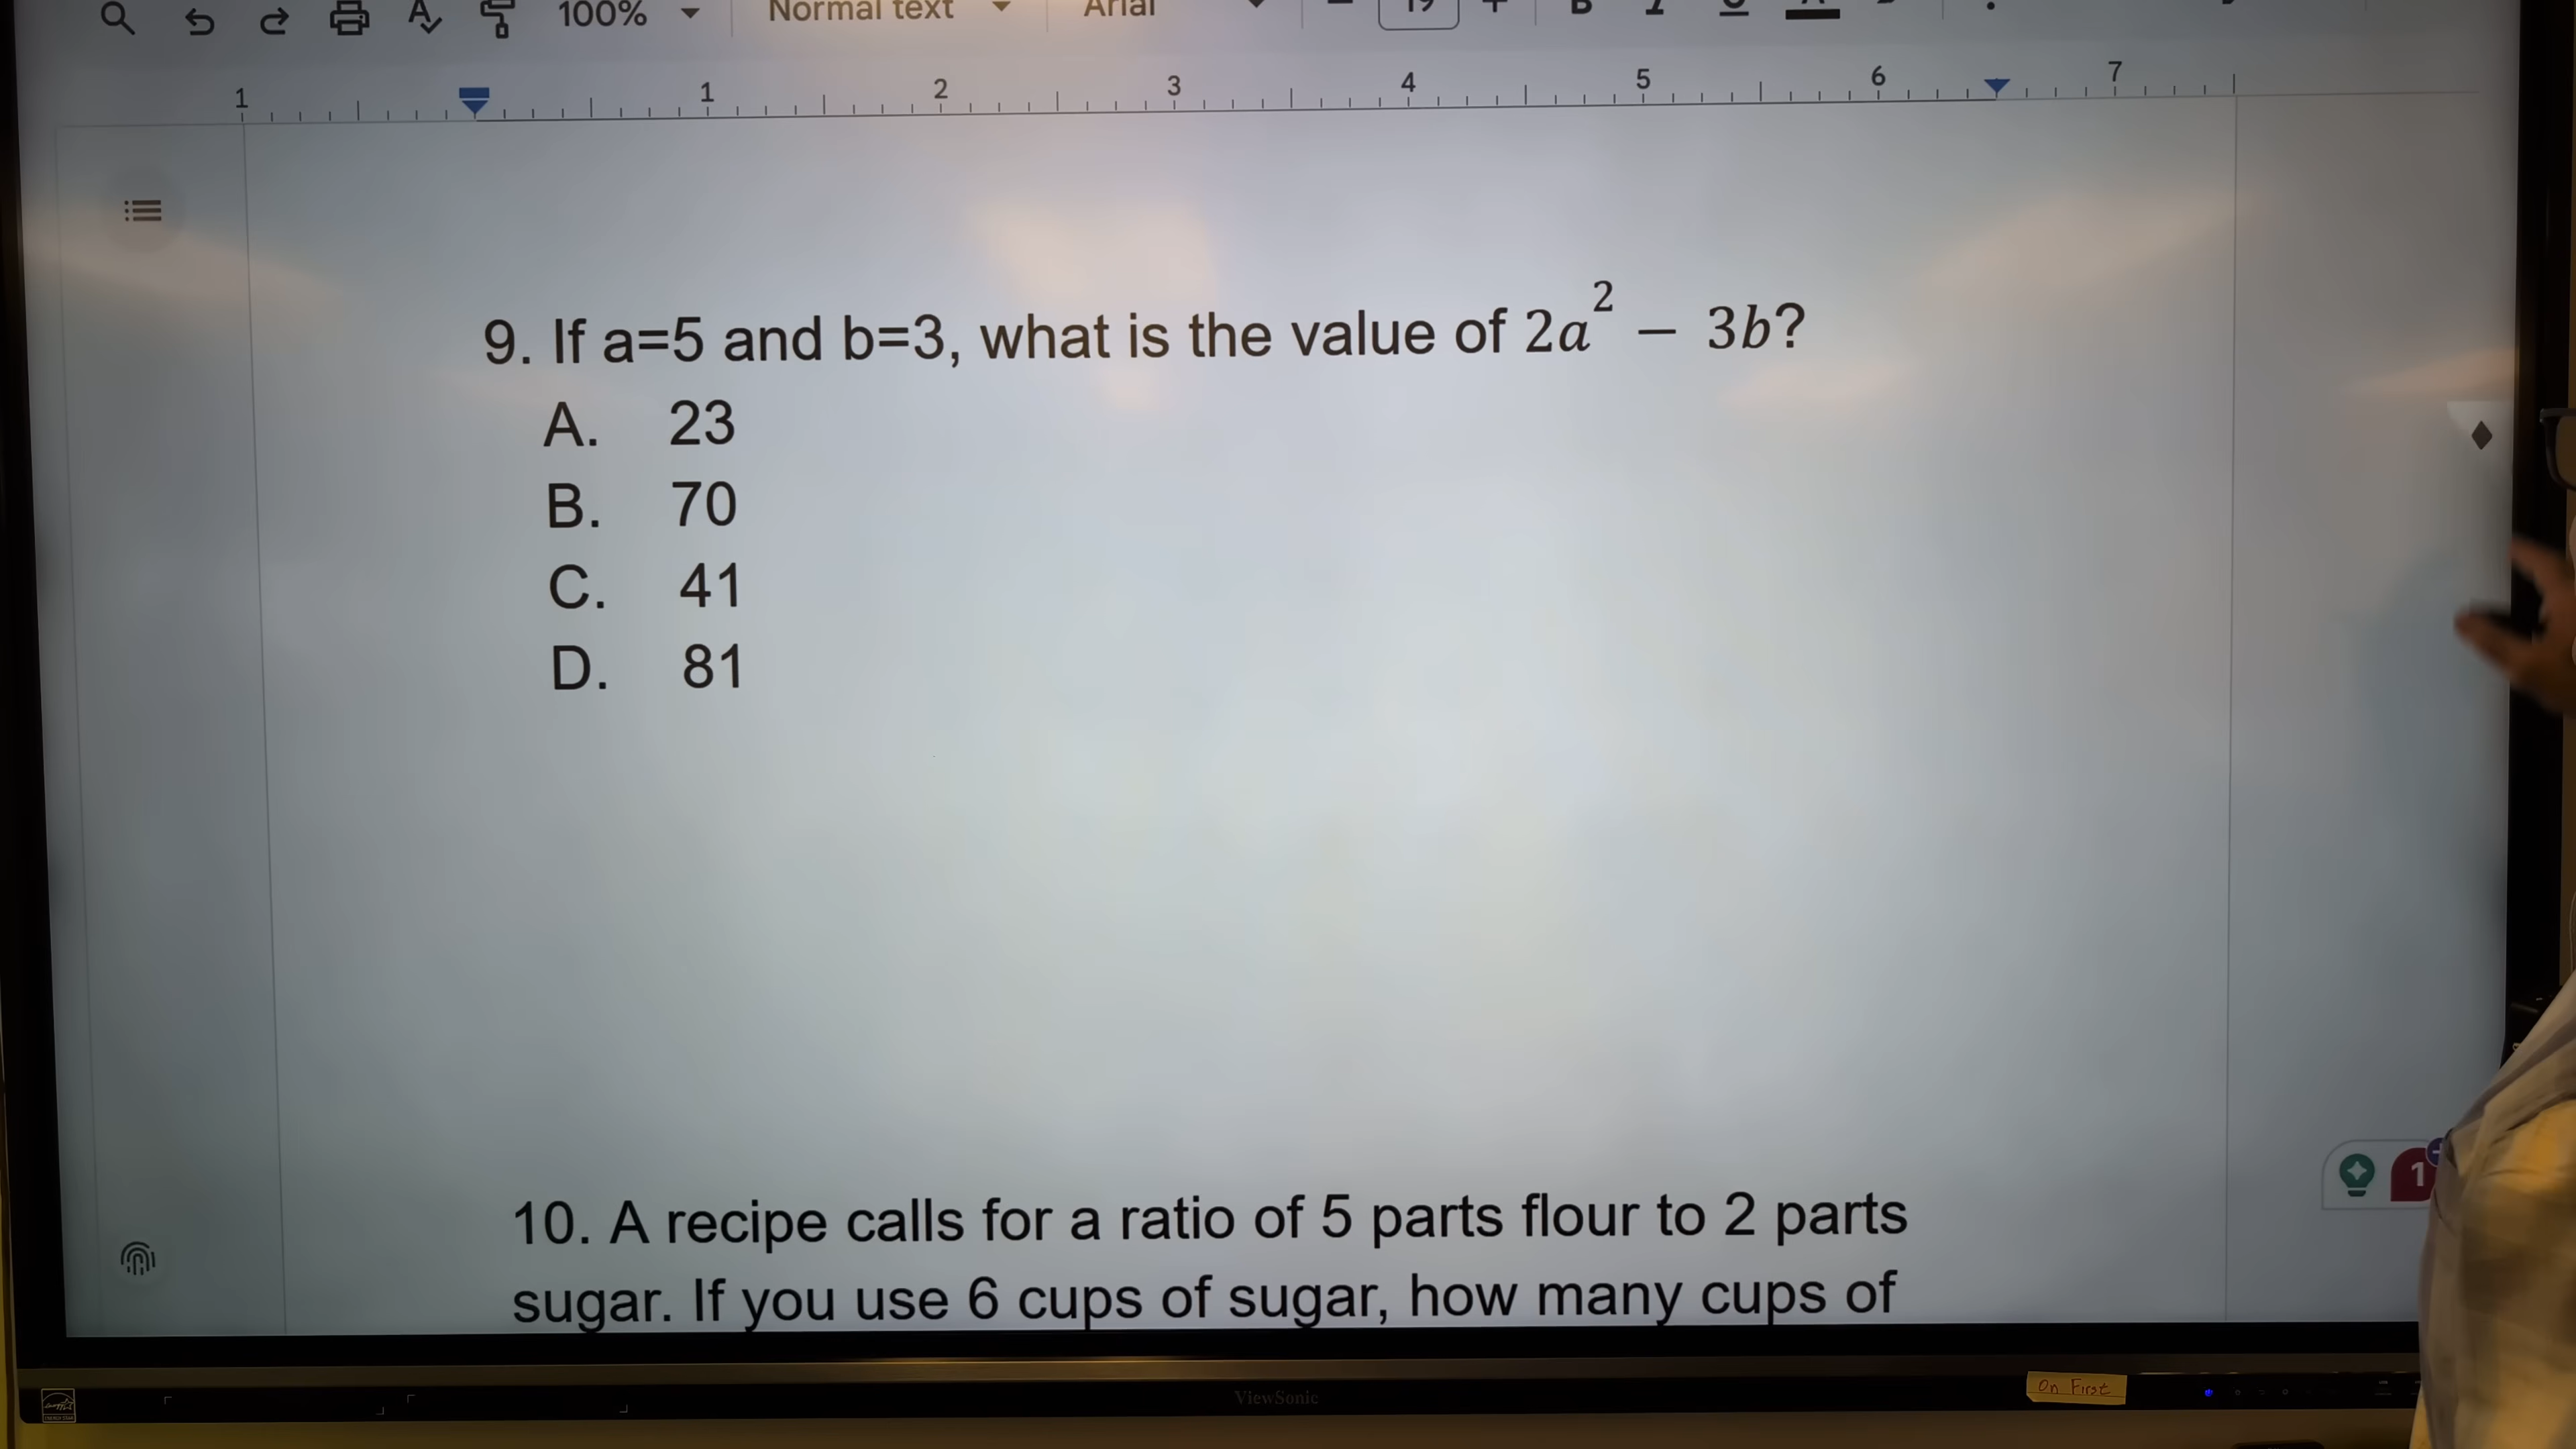 100% Normal text Arial 19
1 1 2 3 4 5 6 7
9. If a=5 and b=3, what is the value of 2a² − 3b?
A. 23
B. 70
C. 41
D. 81
1
10. A recipe calls for a ratio of 5 parts flour to 2 parts
sugar. If you use 6 cups of sugar, how many cups of
ViewSonic
On First